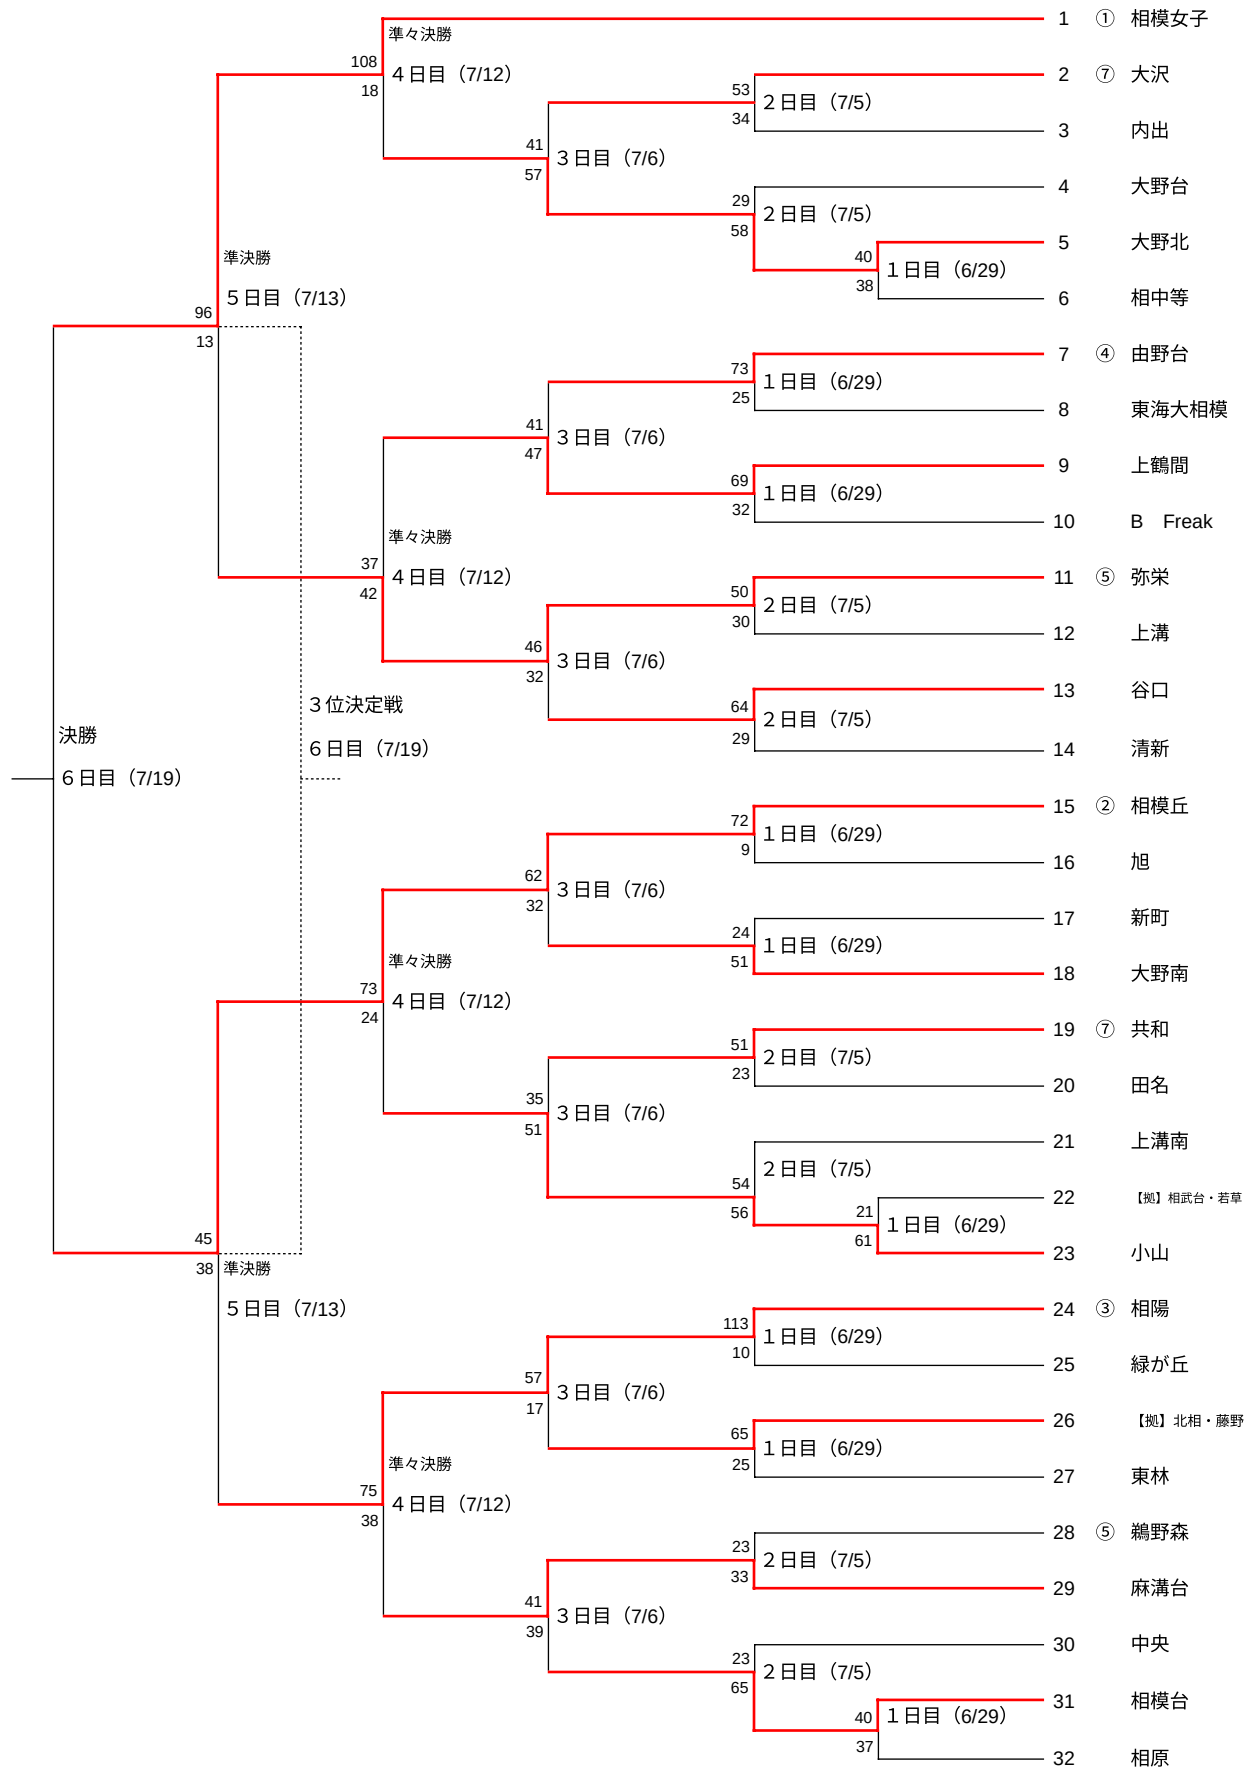 1 ① 相模女子
準々決勝
108
４日目（7/12）
18
2 ⑦ 大沢
53
２日目（7/5）
34
3 内出
41
３日目（7/6）
57
4 大野台
29
２日目（7/5）
58
5 大野北
40
１日目（6/29）
38
6 相中等
準決勝
５日目（7/13）
96
13
7 ④ 由野台
73
１日目（6/29）
25
8 東海大相模
41
３日目（7/6）
47
9 上鶴間
69
１日目（6/29）
32
10 B　Freak
準々決勝
37
４日目（7/12）
42
11 ⑤ 弥栄
50
２日目（7/5）
30
12 上溝
46
３日目（7/6）
32
13 谷口
64
２日目（7/5）
29
14 清新
３位決定戦
６日目（7/19）
決勝
６日目（7/19）
15 ② 相模丘
72
１日目（6/29）
9
16 旭
62
３日目（7/6）
32
17 新町
24
１日目（6/29）
51
18 大野南
準々決勝
73
４日目（7/12）
24
19 ⑦ 共和
51
２日目（7/5）
23
20 田名
35
３日目（7/6）
51
21 上溝南
２日目（7/5）
54
56
22 【拠】相武台・若草
21
１日目（6/29）
61
23 小山
45
38
準決勝
５日目（7/13）
24 ③ 相陽
113
１日目（6/29）
10
25 緑が丘
57
３日目（7/6）
17
26 【拠】北相・藤野
65
１日目（6/29）
25
27 東林
準々決勝
75
４日目（7/12）
38
28 ⑤ 鵜野森
23
２日目（7/5）
33
29 麻溝台
41
３日目（7/6）
39
30 中央
23
２日目（7/5）
65
31 相模台
40
１日目（6/29）
37
32 相原